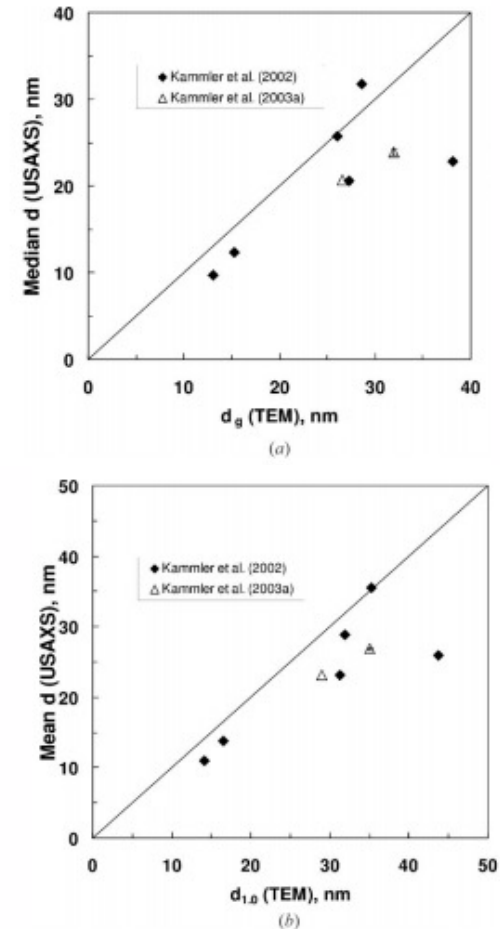 40
30
20
10
0
Median d (USAXS), nm
◆ Kammler et al. (2002)
△ Kammler et al. (2003a)
0 10 20 30 40
d g (TEM), nm
(a)
50
40
30
20
10
0
Mean d (USAXS), nm
◆ Kammler et al. (2002)
△ Kammler et al. (2003a)
0 10 20 30 40 50
d1.0 (TEM), nm
(b)